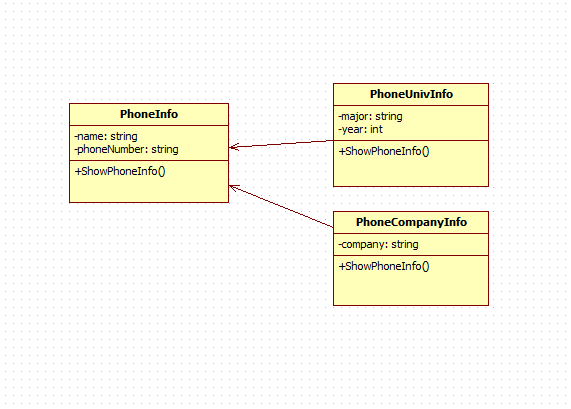 PhoneInfo
-name: string
-phoneNumber: string
+ShowPhoneInfo()
PhoneUnivInfo
-major: string
-year: int
+ShowPhoneInfo()
PhoneCompanyInfo
-company: string
+ShowPhoneInfo()